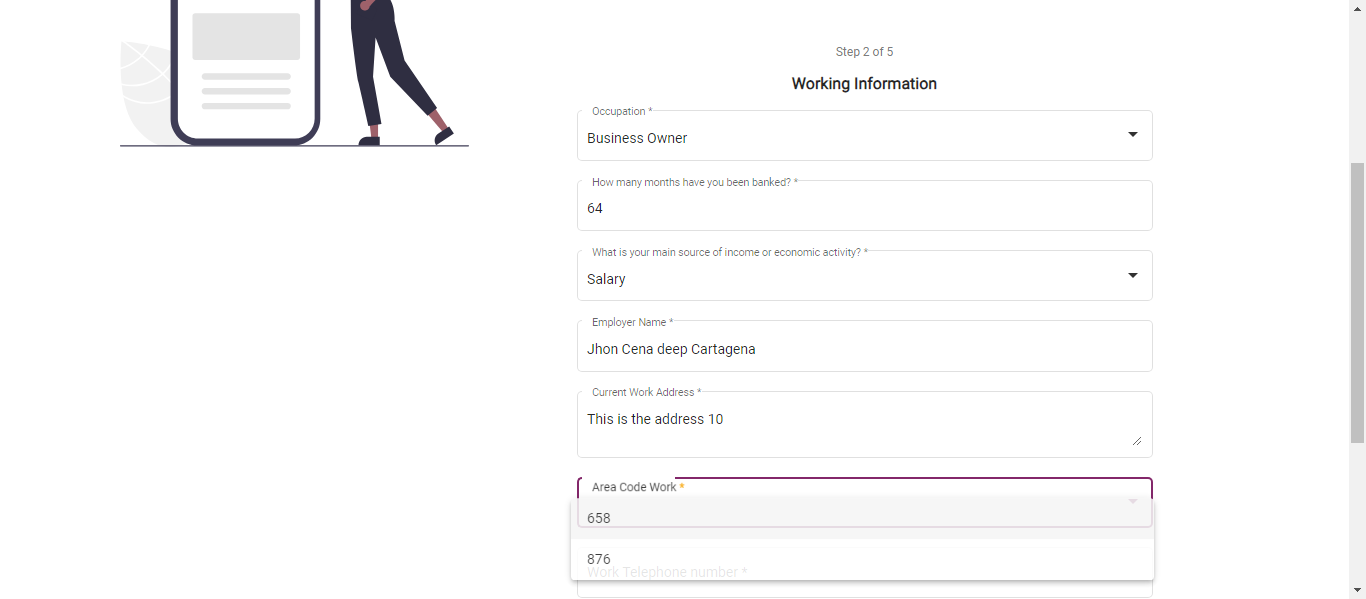 Step 2 of 5
Working Information
Occupation *
Business Owner
How many months have you been banked? *
64
What is your main source of income or economic activity? *
Salary
Employer Name *
Jhon Cena deep Cartagena
Current Work Address *
This is the address 10
Area Code Work *
658
876
Work Telephone number *